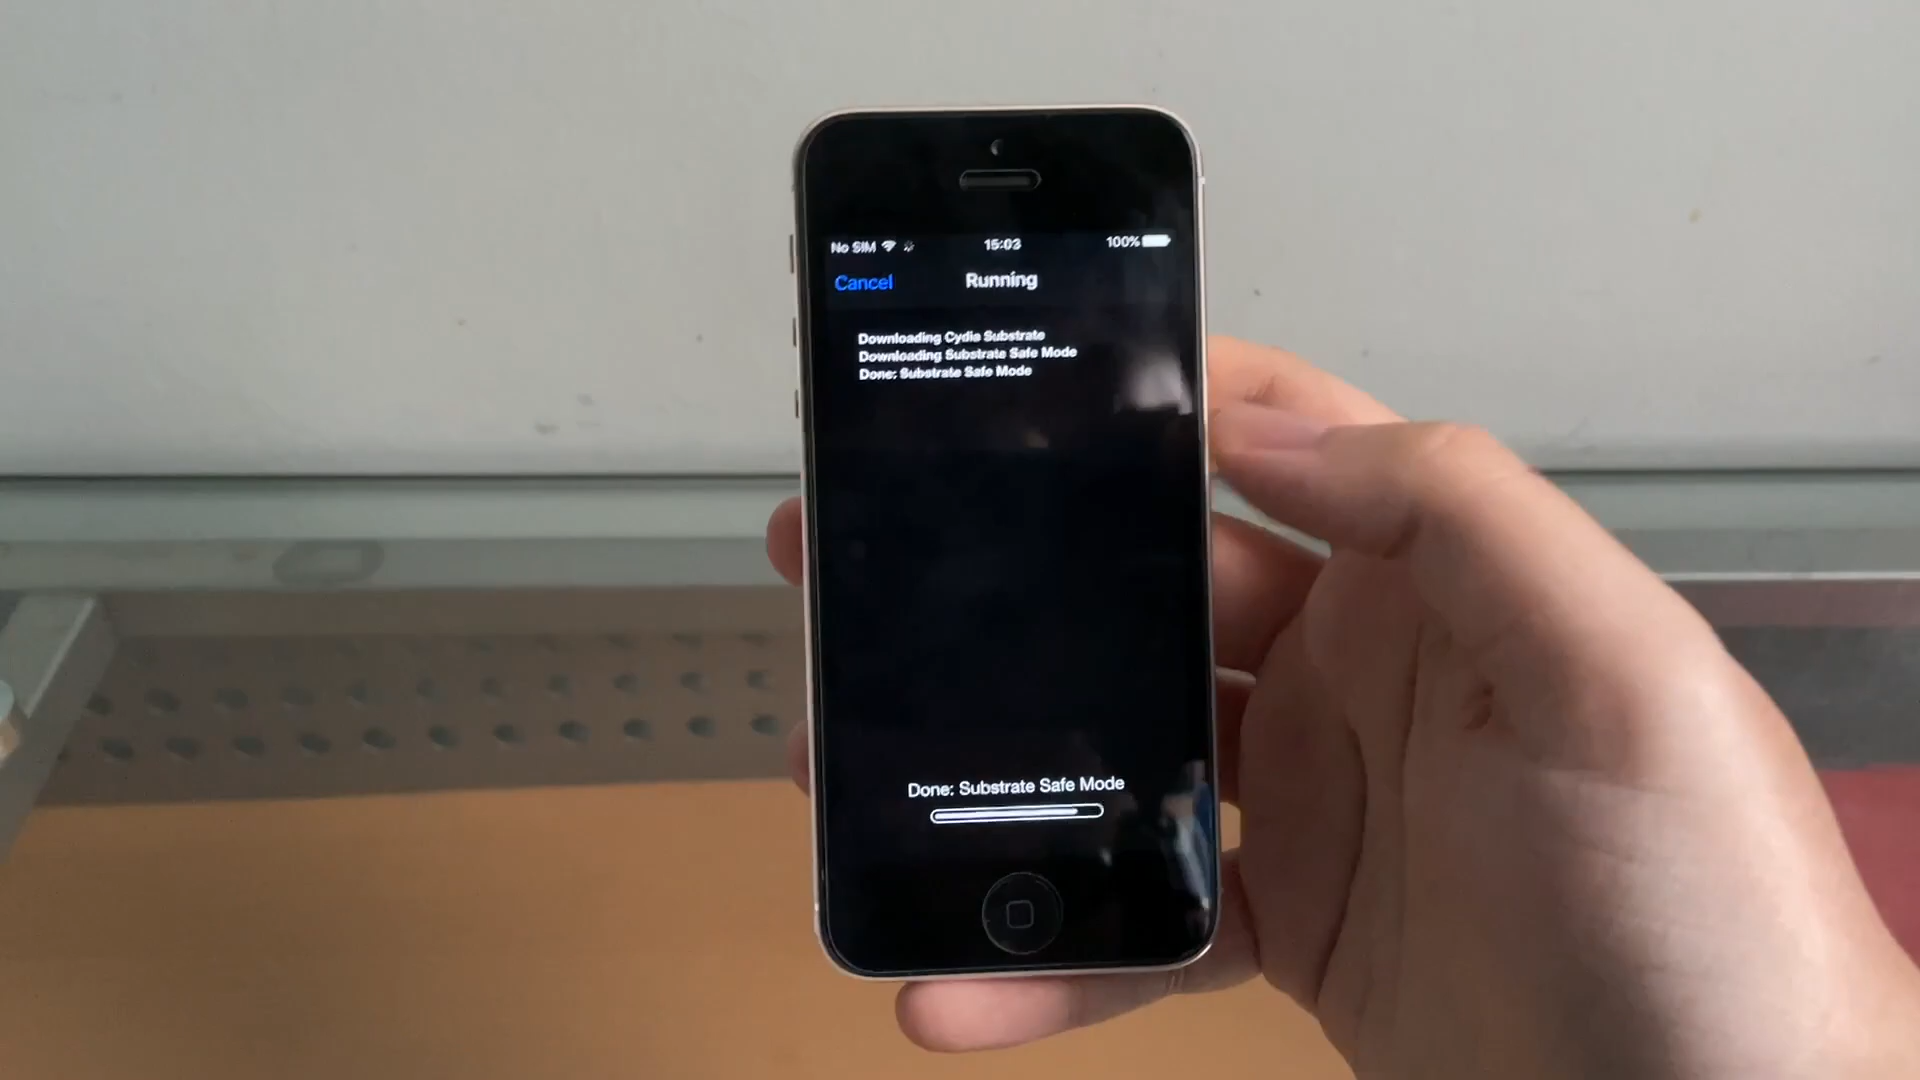 No SIM 15:03 100%
Cancel Running
Downloading Cydia Substrate
Downloading Substrate Safe Mode
Done: Substrate Safe Mode
Done: Substrate Safe Mode